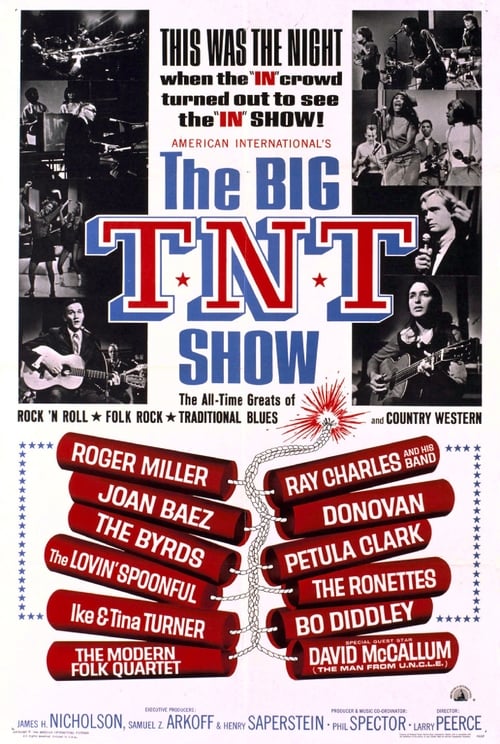 THIS WAS THE NIGHT
when the "IN" crowd
turned out to see
the "IN" SHOW!
AMERICAN INTERNATIONAL'S
The BIG
T★N★T
SHOW
The All-Time Greats of
ROCK 'N ROLL ★ FOLK ROCK ★ TRADITIONAL BLUES and COUNTRY WESTERN
ROGER MILLER
JOAN BAEZ
THE BYRDS
The LOVIN' SPOONFUL
Ike & Tina TURNER
THE MODERN
FOLK QUARTET
RAY CHARLES AND HIS BAND
DONOVAN
PETULA CLARK
THE RONETTES
BO DIDDLEY
SPECIAL GUEST STAR
DAVID McCALLUM
(THE MAN FROM U.N.C.L.E.)
EXECUTIVE PRODUCERS:
JAMES H. NICHOLSON, SAMUEL Z. ARKOFF & HENRY SAPERSTEIN ·
PRODUCER & MUSIC CO-ORDINATOR:
PHIL SPECTOR ·
DIRECTOR:
LARRY PEERCE